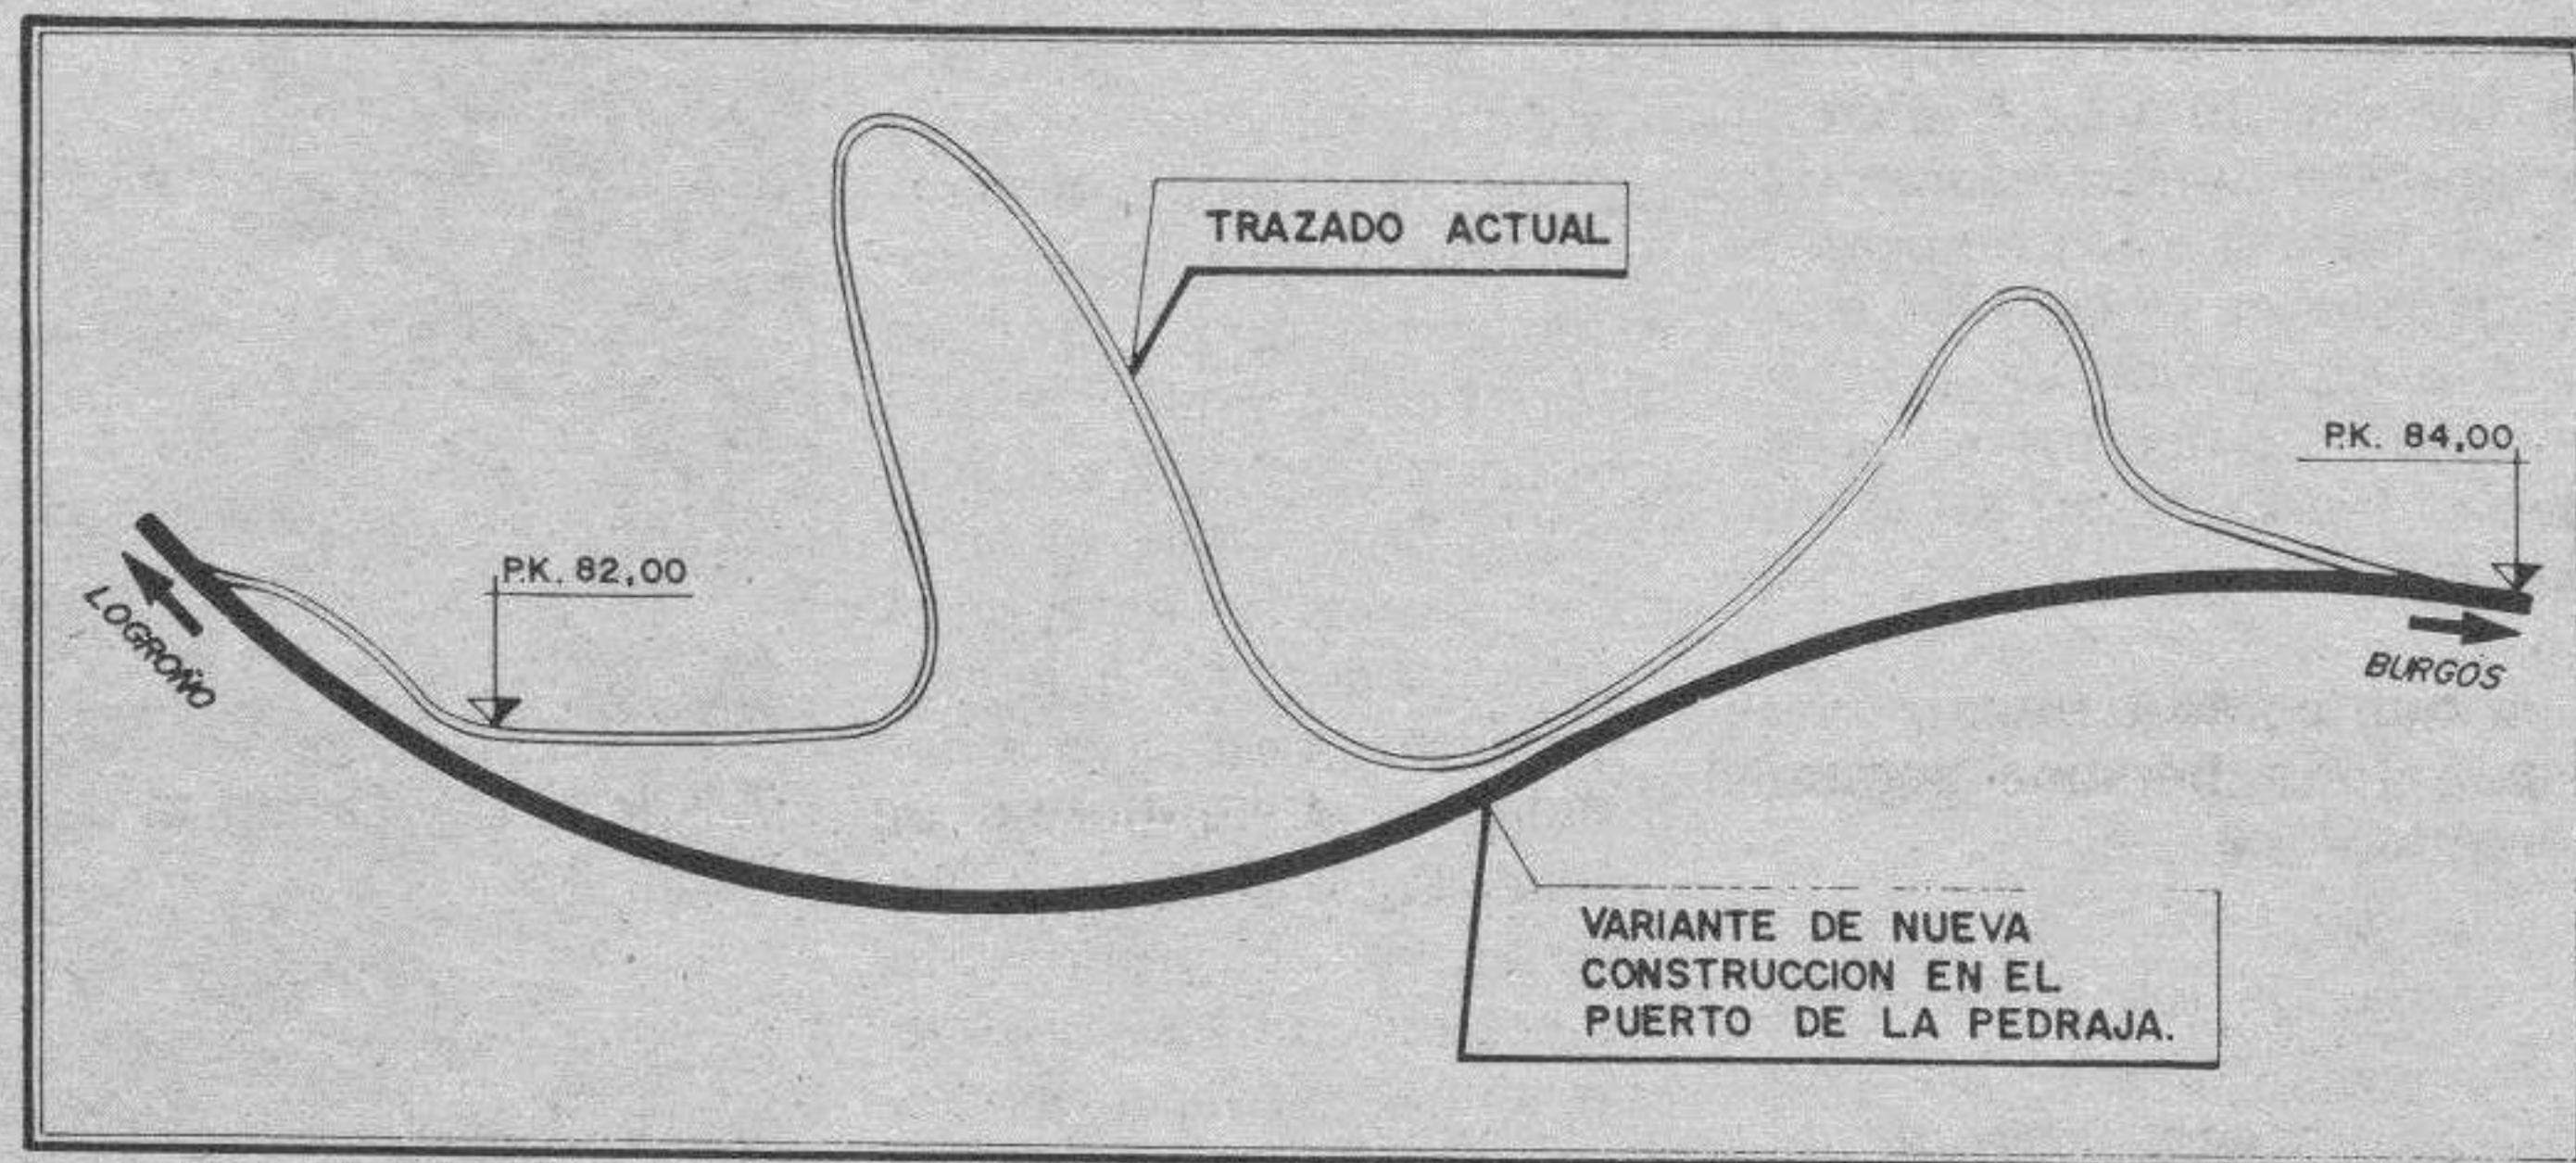 TRAZADO ACTUAL
P.K. 84,00
P.K. 82,00
LOGROÑO
BURGOS
VARIANTE DE NUEVA
CONSTRUCCION EN EL
PUERTO DE LA PEDRAJA.